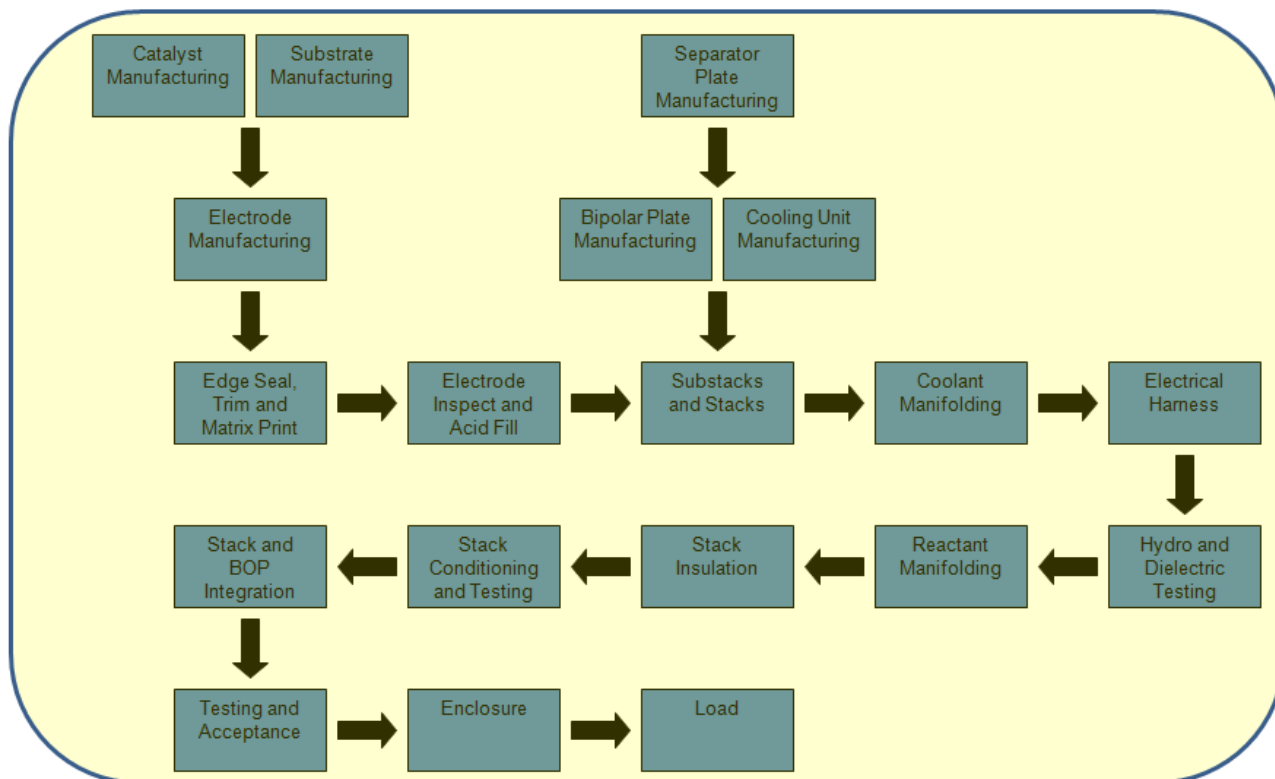 Catalyst
Manufacturing
Substrate
Manufacturing
Separator
Plate
Manufacturing
Electrode
Manufacturing
Bipolar Plate
Manufacturing
Cooling Unit
Manufacturing
Edge Seal,
Trim and
Matrix Print
Electrode
Inspect and
Acid Fill
Substacks
and Stacks
Coolant
Manifolding
Electrical
Harness
Stack and
BOP
Integration
Stack
Conditioning
and Testing
Stack
Insulation
Reactant
Manifolding
Hydro and
Dielectric
Testing
Testing and
Acceptance
Enclosure
Load